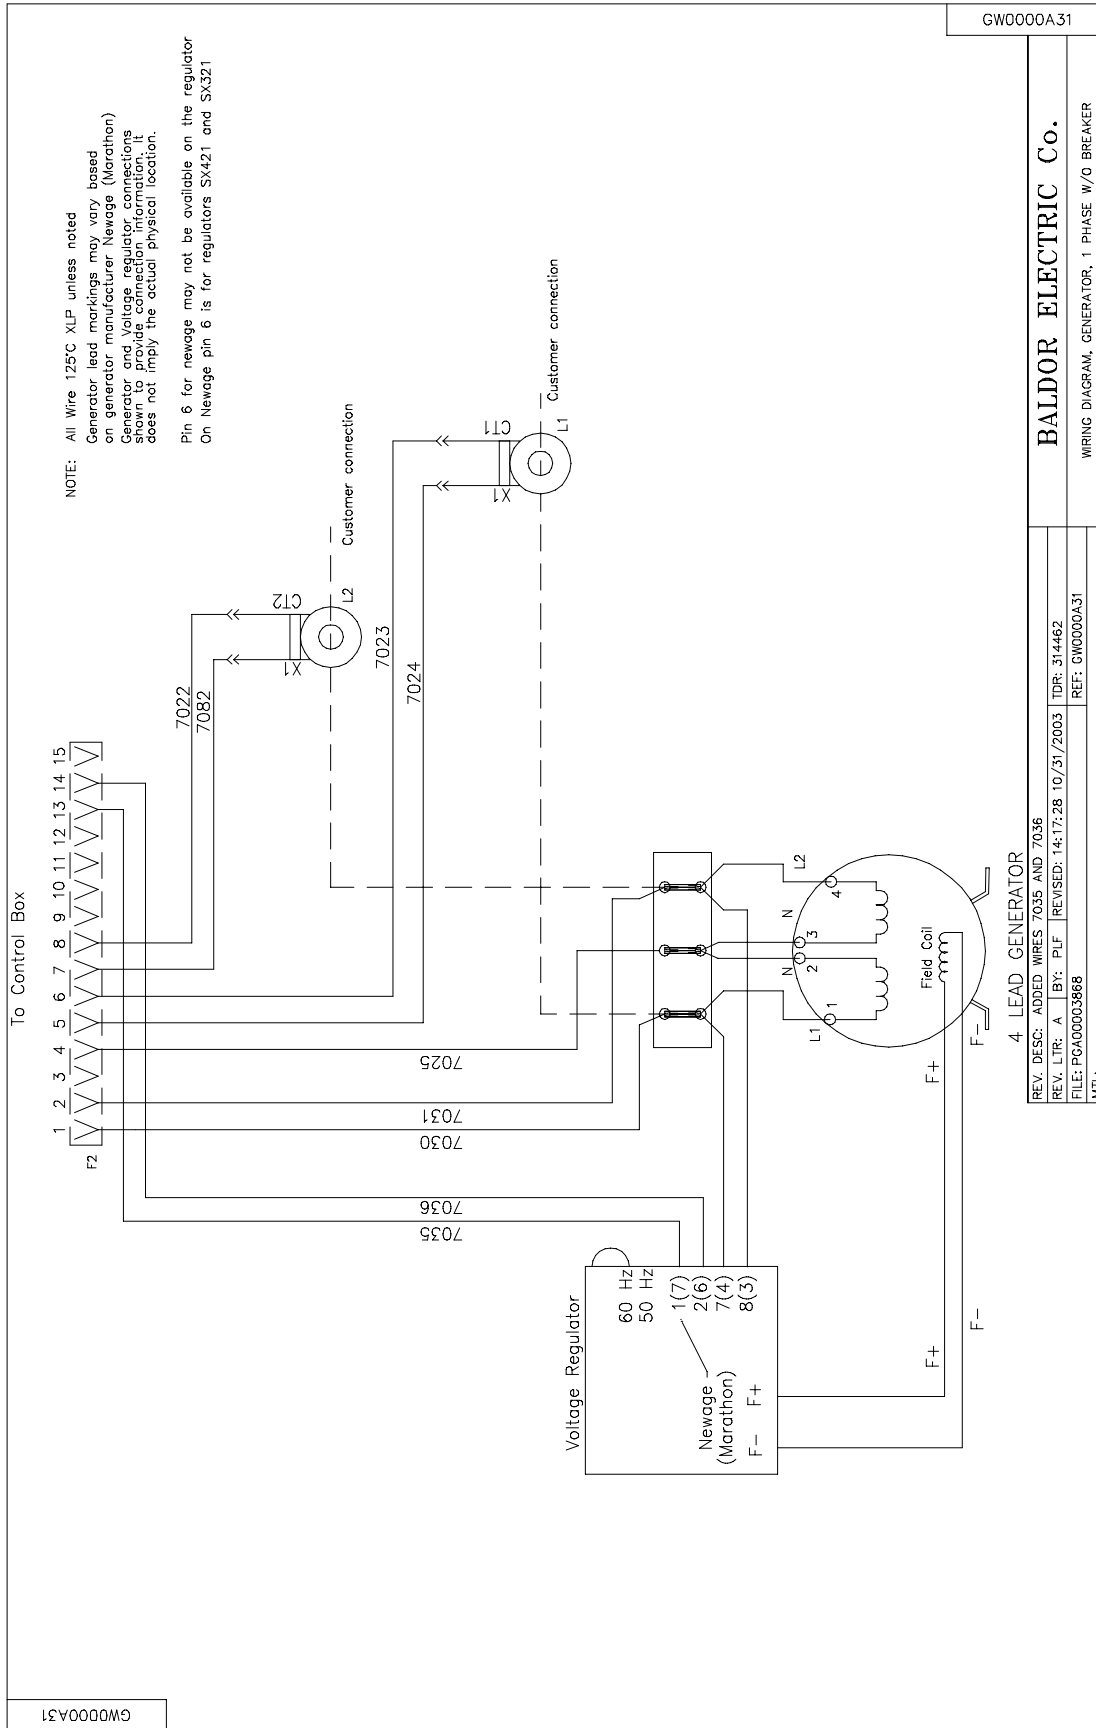 GW0000A31
To Control Box
NOTE: All Wire 125°C XLP unless noted
Generator lead markings may vary based
on generator manufacturer Newage (Marathon)
Generator and Voltage regulator connections
shown to provide connection information. It
does not imply the actual physical location.
Pin 6 for newage may not be available on the regulator
On Newage pin 6 is for regulators SX421 and SX321
F2
1 2 3 4 5 6 7 8 9 10 11 12 13 14 15
7022
7082
X1
CT2
L2
Customer connection
7023
7024
X1
CT1
L1
Customer connection
7035
7036
7030
7031
7025
Voltage Regulator
60 Hz
50 Hz
1(7)
2(6)
7(4)
8(3)
Newage
(Marathon)
F- F+
L1
1
N
2
3
N
4
L2
Field Coil
F+
F-
F+
F-
4 LEAD GENERATOR
REV. DESC: ADDED WIRES 7035 AND 7036
REV. LTR: A BY: PLF REVISED: 14:17:28 10/31/2003 TDR: 314462
FILE: PGA00003868 REF: GW0000A31
MTL:
BALDOR ELECTRIC Co.
WIRING DIAGRAM, GENERATOR, 1 PHASE W/O BREAKER
GW0000A31